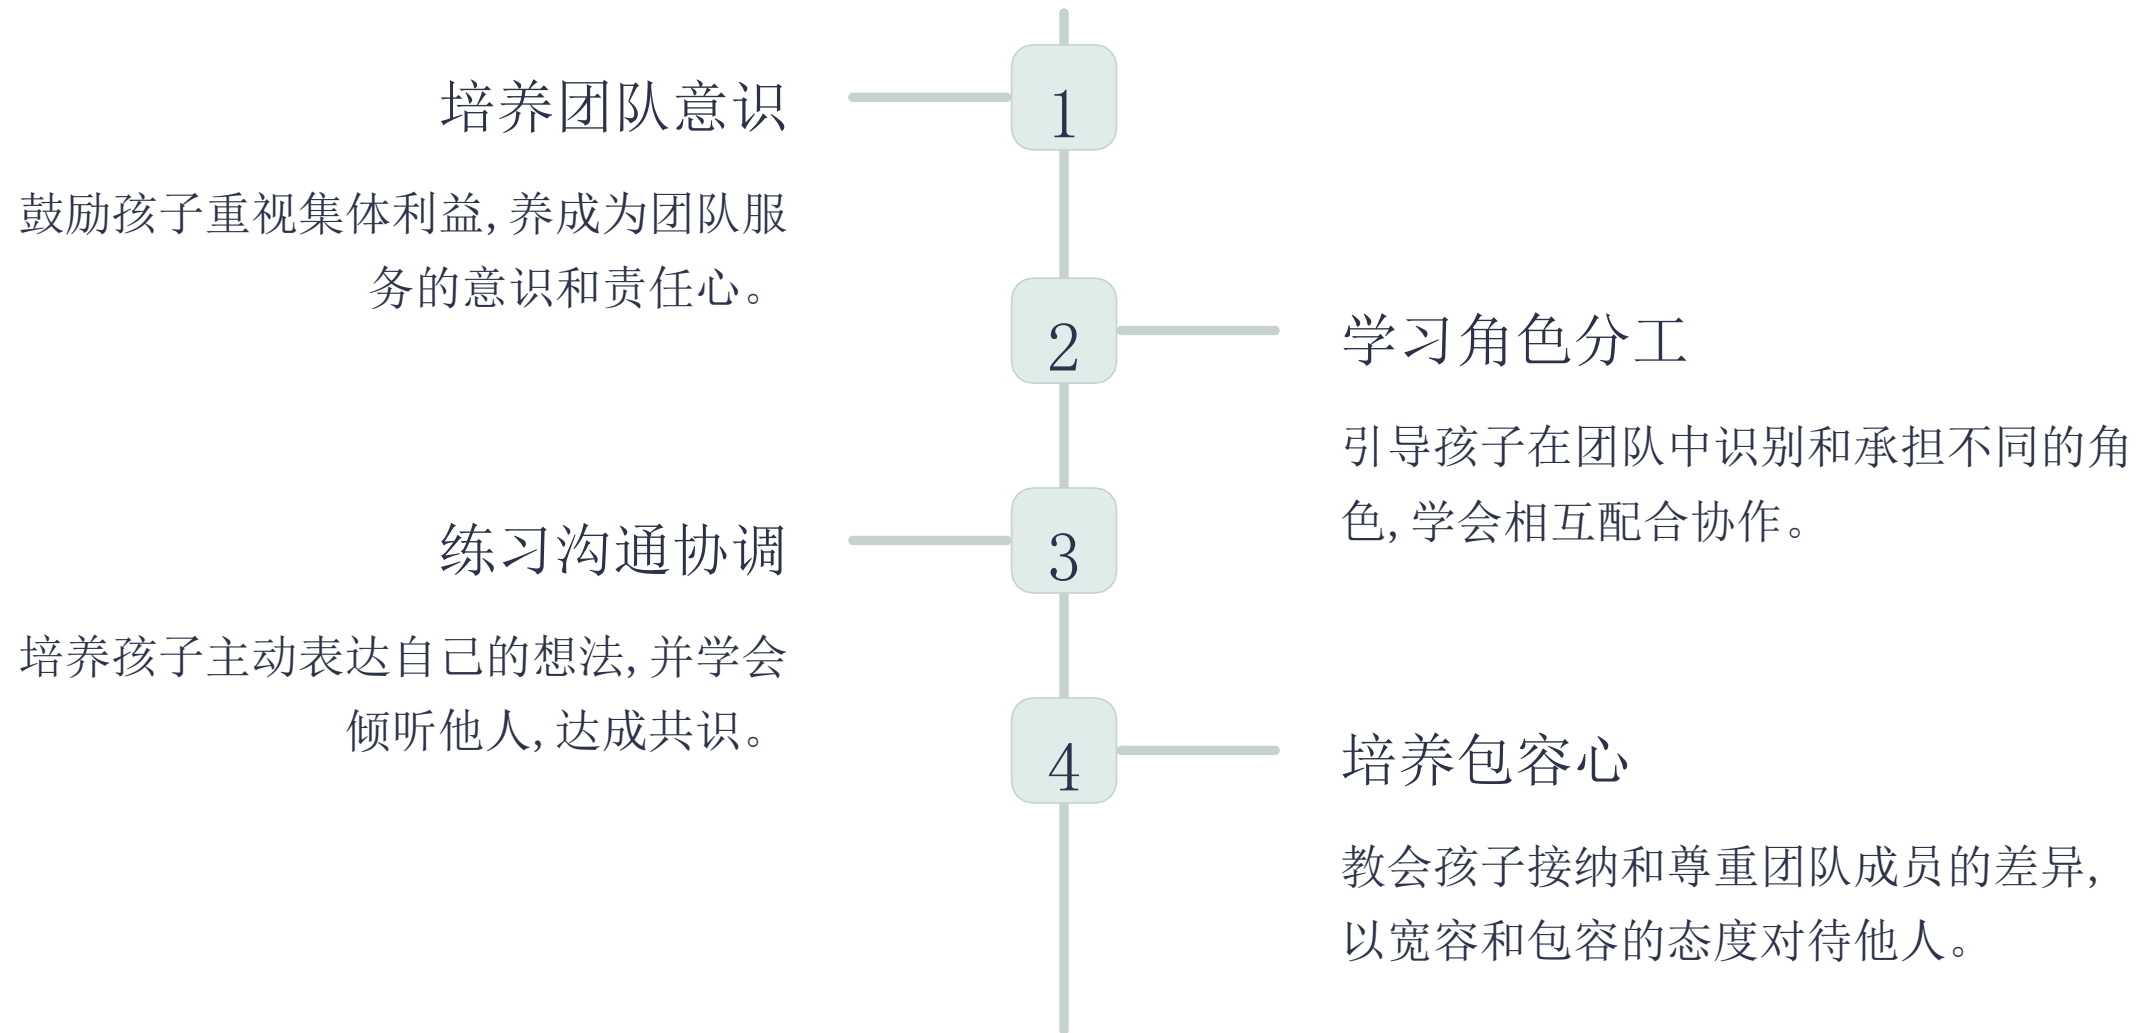 1
培养团队意识
鼓励孩子重视集体利益，养成为团队服
务的意识和责任心。
2
学习角色分工
引导孩子在团队中识别和承担不同的角
色，学会相互配合协作。
3
练习沟通协调
培养孩子主动表达自己的想法，并学会
倾听他人，达成共识。
4
培养包容心
教会孩子接纳和尊重团队成员的差异，
以宽容和包容的态度对待他人。